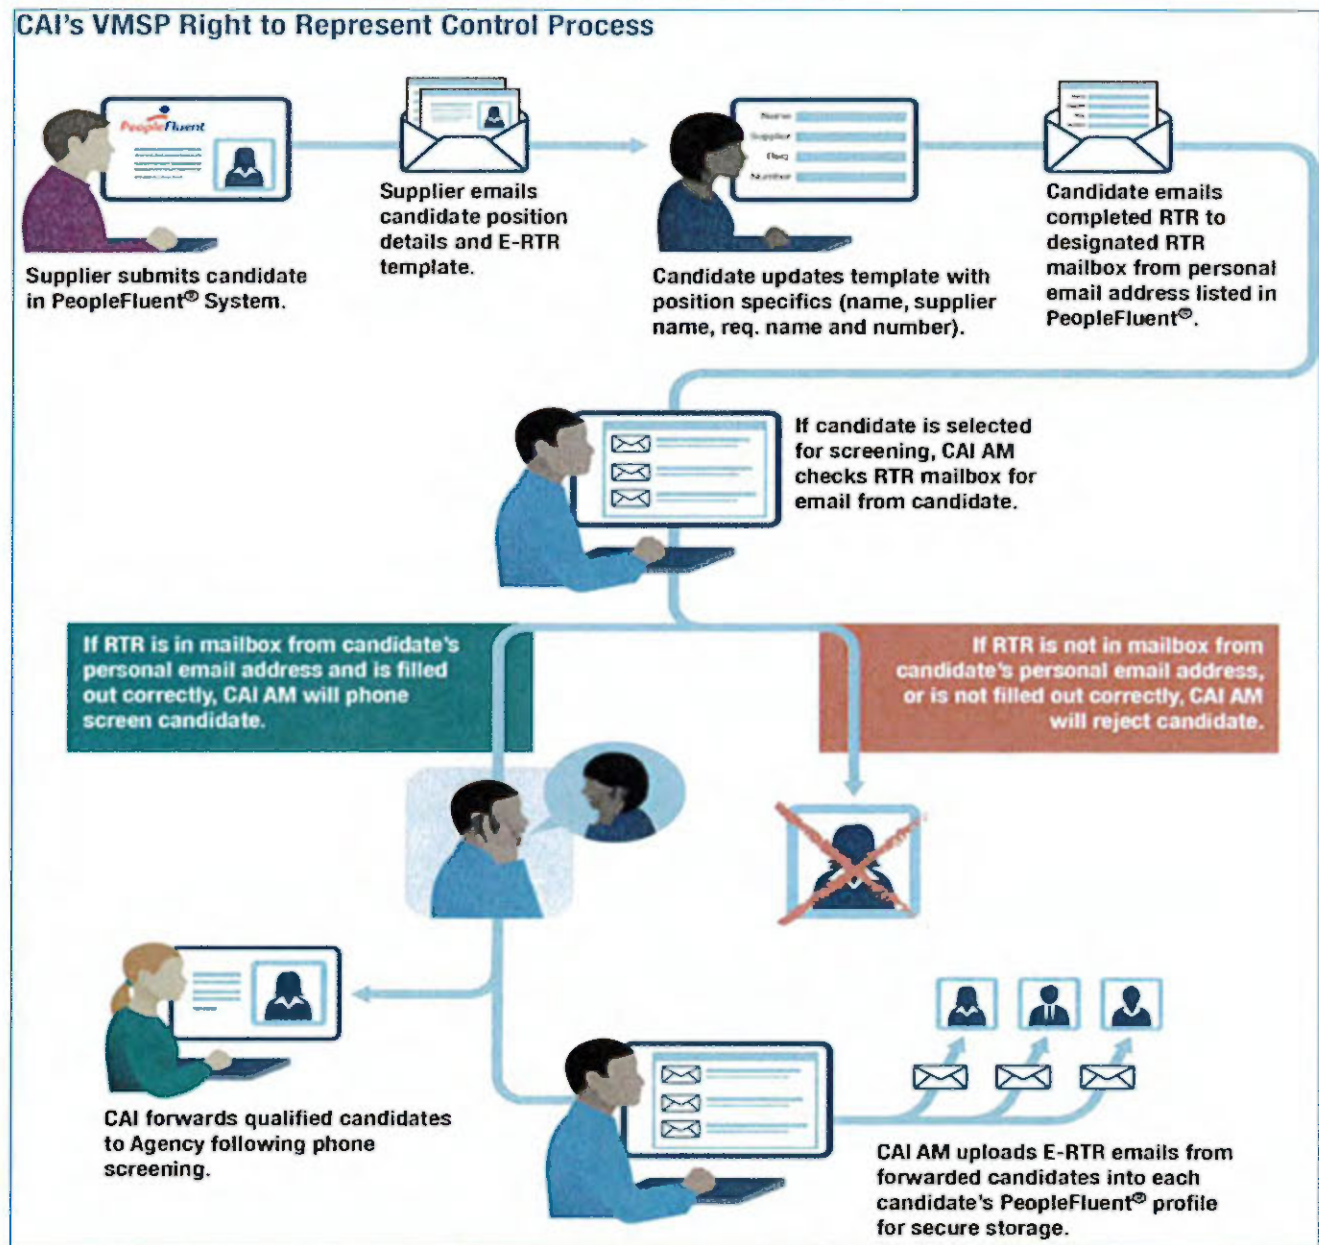 CAI's VMSP Right to Represent Control Process
PeopleFluent
Supplier submits candidate
in PeopleFluent® System.
Supplier emails
candidate position
details and E-RTR
template.
Name
Supplier
Req
Number
Candidate updates template with
position specifics (name, supplier
name, req. name and number).
Candidate emails
completed RTR to
designated RTR
mailbox from personal
email address listed in
PeopleFluent®.
If candidate is selected
for screening, CAI AM
checks RTR mailbox for
email from candidate.
If RTR is in mailbox from candidate's
personal email address and is filled
out correctly, CAI AM will phone
screen candidate.
If RTR is not in mailbox from
candidate's personal email address,
or is not filled out correctly, CAI AM
will reject candidate.
CAI forwards qualified candidates
to Agency following phone
screening.
CAI AM uploads E-RTR emails from
forwarded candidates into each
candidate's PeopleFluent® profile
for secure storage.